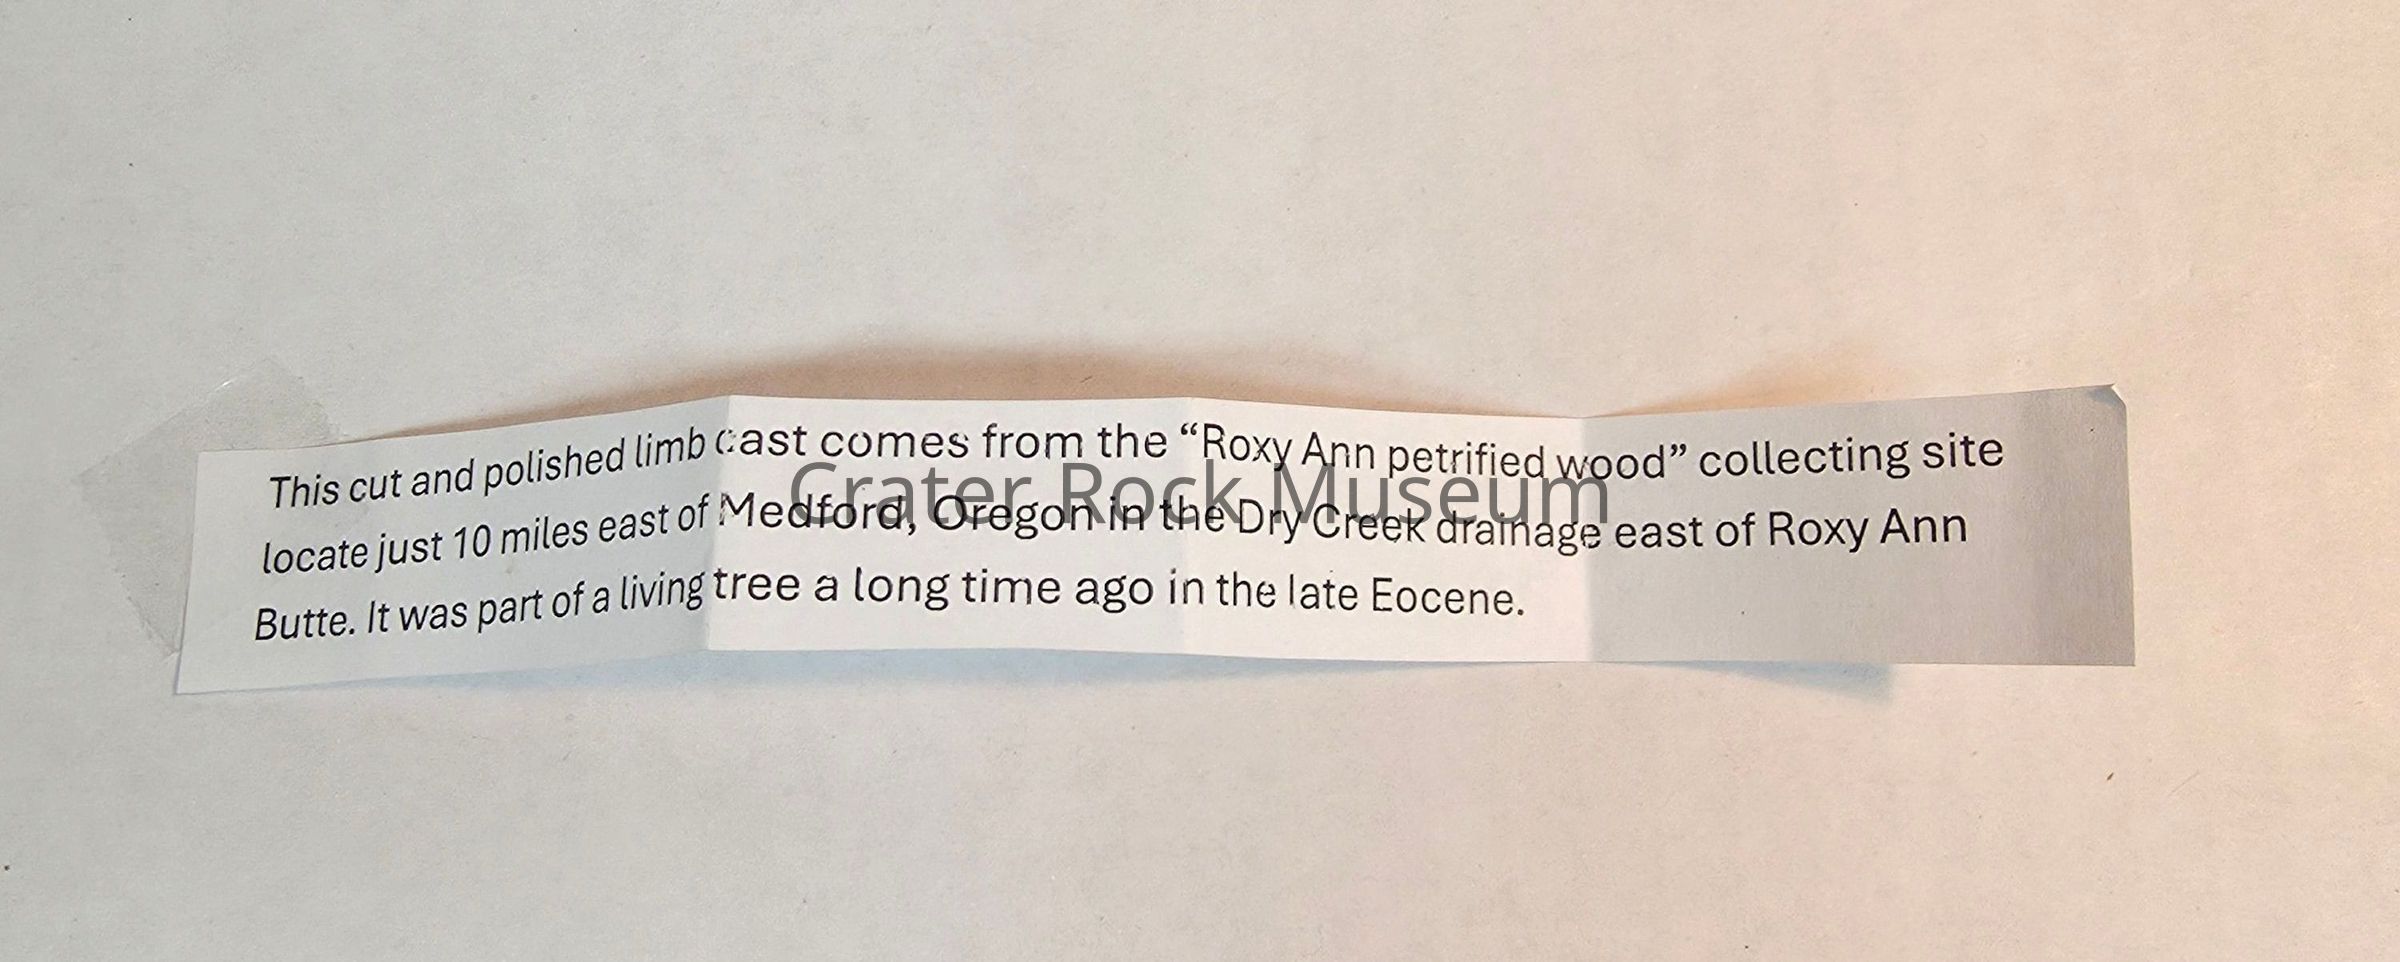 This cut and polished limb cast comes from the “Roxy Ann petrified wood” collecting site
locate just 10 miles east of Medford, Oregon in the Dry Creek drainage east of Roxy Ann
Butte. It was part of a living tree a long time ago in the late Eocene.
Crater Rock Museum